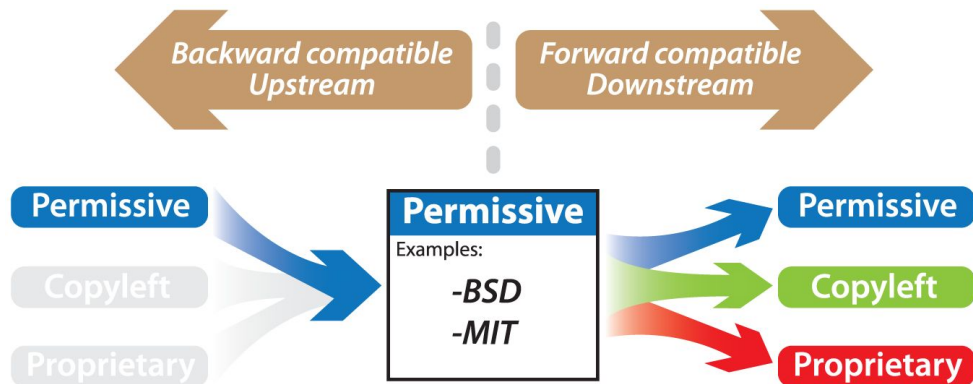 Backward compatible
Upstream
Forward compatible
Downstream
Permissive
Copyleft
Proprietary
Permissive
Examples:
-BSD
-MIT
Permissive
Copyleft
Proprietary